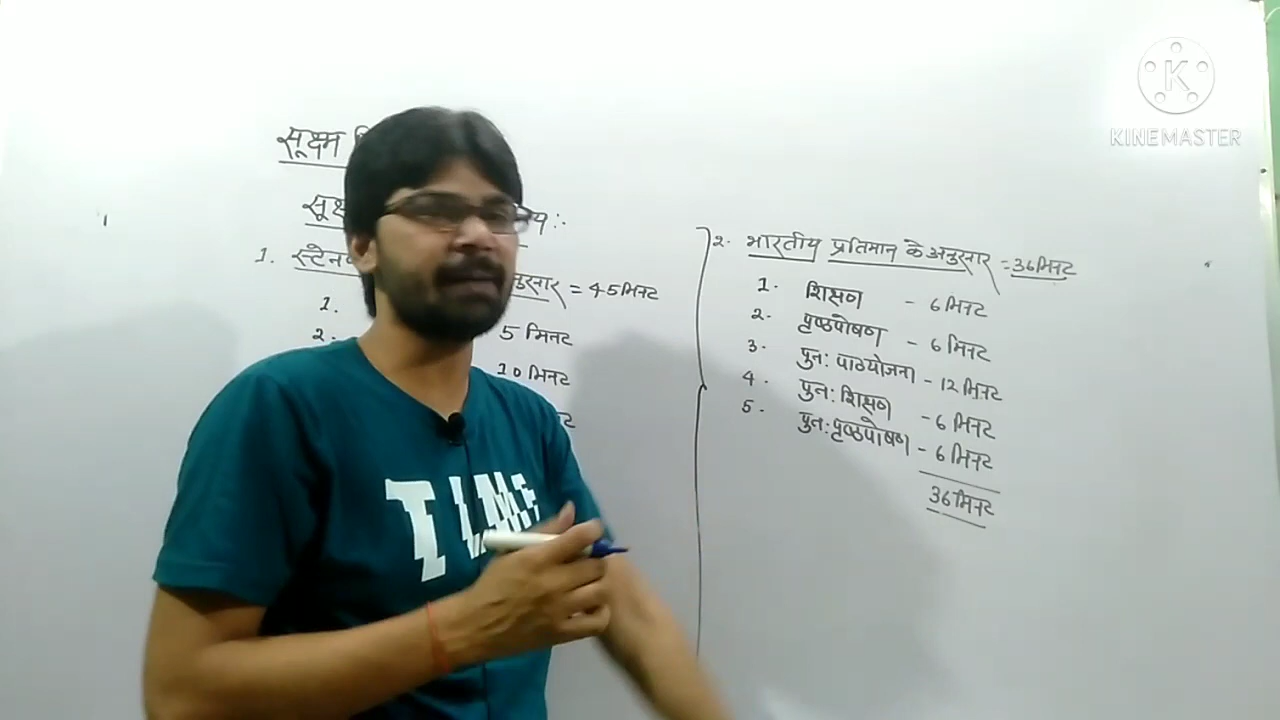 सूक्ष्म
सूक्ष
य:-
1. स्टेन
नुसार = 45 मिनट
1.
2.
5 मिनट
10 मिनट
2. भारतीय प्रतिमान के अनुसार = 36 मिनट
1. शिक्षण - 6 मिनट
2. पृष्ठपोषण - 6 मिनट
3. पुन: पाठयोजना - 12 मिनट
4. पुन: शिक्षण - 6 मिनट
5. पुन: पृष्ठपोषण - 6 मिनट
36 मिनट
TIME
K
KINEMASTER